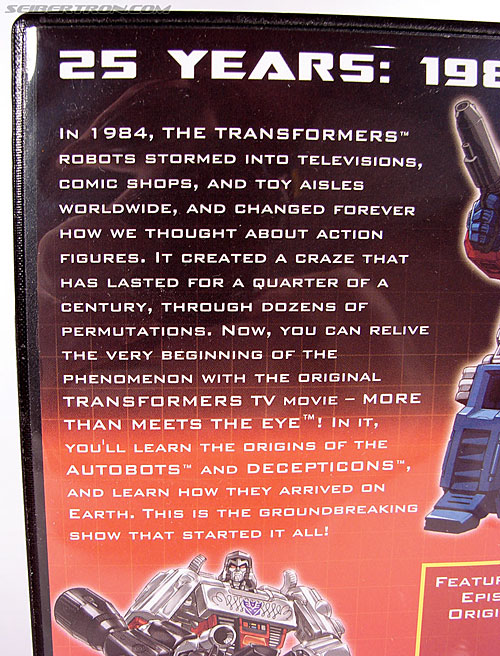 SEIBERTRON.COM
25 YEARS: 198
IN 1984, THE TRANSFORMERS™
ROBOTS STORMED INTO TELEVISIONS,
COMIC SHOPS, AND TOY AISLES
WORLDWIDE, AND CHANGED FOREVER
HOW WE THOUGHT ABOUT ACTION
FIGURES. IT CREATED A CRAZE THAT
HAS LASTED FOR A QUARTER OF A
CENTURY, THROUGH DOZENS OF
PERMUTATIONS. NOW, YOU CAN RELIVE
THE VERY BEGINNING OF THE
PHENOMENON WITH THE ORIGINAL
TRANSFORMERS TV MOVIE – MORE
THAN MEETS THE EYE™! IN IT,
YOU'LL LEARN THE ORIGINS OF THE
AUTOBOTS™ AND DECEPTICONS™,
AND LEARN HOW THEY ARRIVED ON
EARTH. THIS IS THE GROUNDBREAKING
SHOW THAT STARTED IT ALL!
FEATUR
EPIS
ORIGI